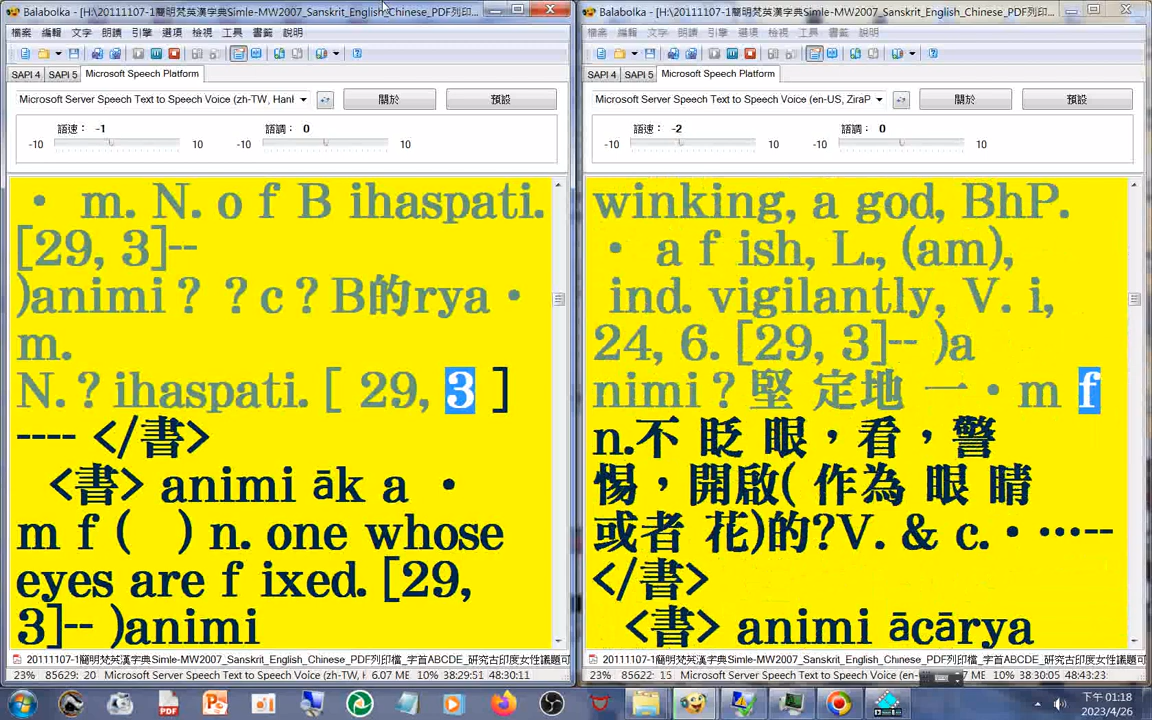 Balabolka - [H:\20111107-1簡明梵英漢字典Simle-MW2007_Sanskrit_English_Chinese_PDF列印...
檔案 編輯 文字 朗讀 引擎 選項 檢視 工具 書籤 說明
SAPI 4 SAPI 5 Microsoft Speech Platform
Microsoft Server Speech Text to Speech Voice (zh-TW, HanH
關於 預設
語速： -1 語調： 0
-10 10 -10 10
• m. N. o f B ihaspati.
[29, 3]--
)animi？ ？c？B的rya •
m.
N.？ihaspati. [ 29, 3 ]
---- </書>
<書> animi āk a •
m f ( ) n. one whose
eyes are f ixed. [29,
3]-- )animi
20111107-1簡明梵英漢字典Simle-MW2007_Sanskrit_English_Chinese_PDF列印檔_字首ABCDE_研究古印度女性議題可
23% 85629: 20 Microsoft Server Speech Text to Speech Voice (zh-TW, H 6.07 ME 10% 38:29:51 48:30:11
Balabolka - [H:\20111107-1簡明梵英漢字典Simle-MW2007_Sanskrit_English_Chinese_PDF列印...
檔案 編輯 文字 朗讀 引擎 選項 檢視 工具 書籤 說明
SAPI 4 SAPI 5 Microsoft Speech Platform
Microsoft Server Speech Text to Speech Voice (en-US, ZiraP
關於 預設
語速： -2 語調： 0
-10 10 -10 10
winking, a god, BhP.
• a f ish, L., (am),
ind. vigilantly, V. i,
24, 6. [29, 3]-- )a
nimi？堅 定地 一 • m f
n.不 眨 眼，看，警
惕，開啟( 作為 眼 睛
或者 花)的?V. & c. • …--
</書>
<書> animi ācārya
20111107-1簡明梵英漢字典Simle-MW2007_Sanskrit_English_Chinese_PDF列印檔_字首ABCDE_研究古印度女性議題可
23% 85622: 15 Microsoft Server Speech Text to Speech Voice ME 10% 38:30:05 48:43:23
下午 01:18
2023/4/26